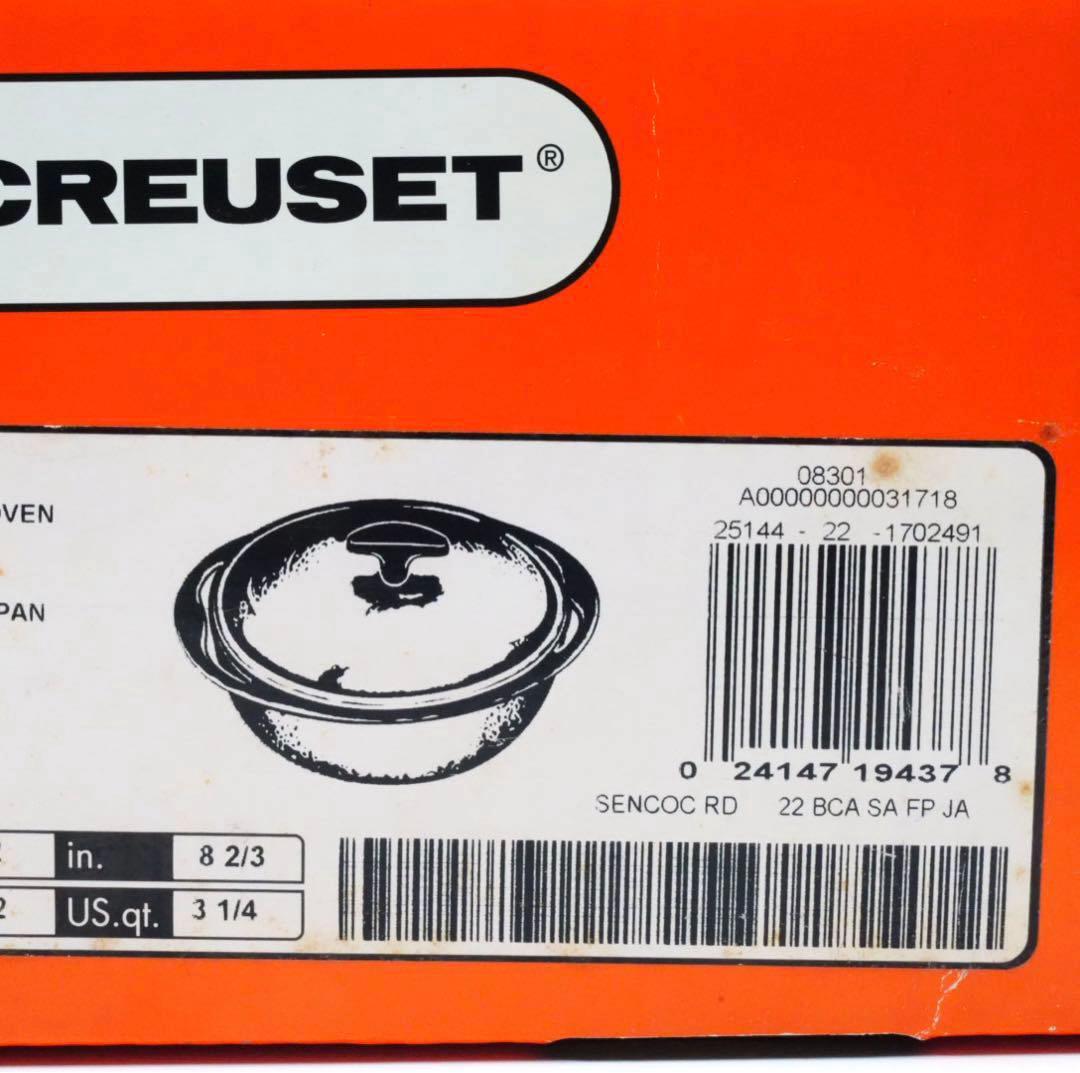 CREUSET®
OVEN
PAN
08301
A00000000031718
25144 - 22 -1702491
0 24147 19437 8
SENCOC RD 22 BCA SA FP JA
in. 8 2/3
2 US.qt. 3 1/4